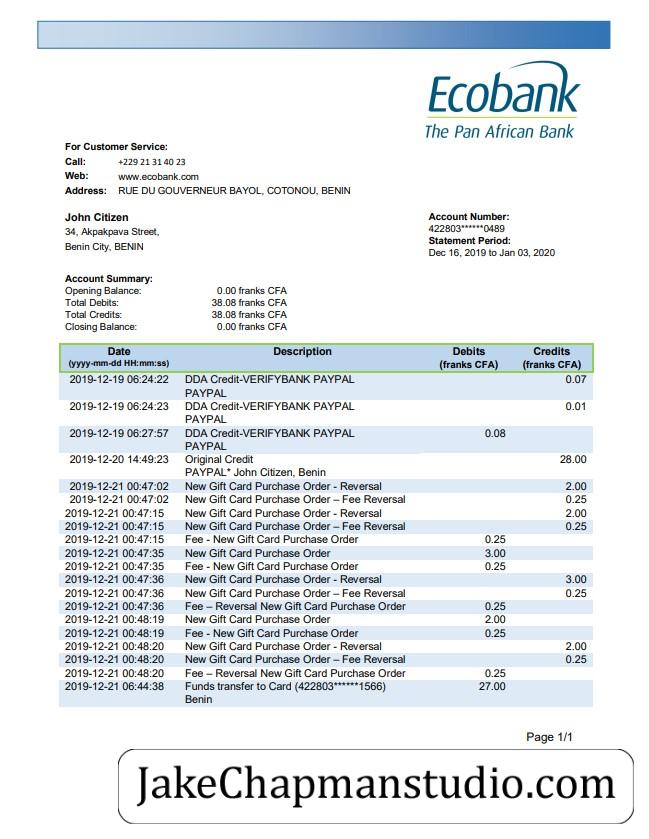 Ecobank
The Pan African Bank
For Customer Service:
Call: +229 21 31 40 23
Web: www.ecobank.com
Address: RUE DU GOUVERNEUR BAYOL, COTONOU, BENIN
John Citizen
34, Akpakpava Street,
Benin City, BENIN
Account Number:
422803******0489
Statement Period:
Dec 16, 2019 to Jan 03, 2020
Account Summary:
Opening Balance: 0.00 franks CFA
Total Debits: 38.08 franks CFA
Total Credits: 38.08 franks CFA
Closing Balance: 0.00 franks CFA
Date Description Debits Credits
(yyyy-mm-dd HH:mm:ss) (franks CFA) (franks CFA)
2019-12-19 06:24:22 DDA Credit-VERIFYBANK PAYPAL 0.07
PAYPAL
2019-12-19 06:24:23 DDA Credit-VERIFYBANK PAYPAL 0.01
PAYPAL
2019-12-19 06:27:57 DDA Credit-VERIFYBANK PAYPAL 0.08
PAYPAL
2019-12-20 14:49:23 Original Credit 28.00
PAYPAL* John Citizen, Benin
2019-12-21 00:47:02 New Gift Card Purchase Order - Reversal 2.00
2019-12-21 00:47:02 New Gift Card Purchase Order – Fee Reversal 0.25
2019-12-21 00:47:15 New Gift Card Purchase Order - Reversal 2.00
2019-12-21 00:47:15 New Gift Card Purchase Order – Fee Reversal 0.25
2019-12-21 00:47:15 Fee - New Gift Card Purchase Order 0.25
2019-12-21 00:47:35 New Gift Card Purchase Order 3.00
2019-12-21 00:47:35 Fee - New Gift Card Purchase Order 0.25
2019-12-21 00:47:36 New Gift Card Purchase Order - Reversal 3.00
2019-12-21 00:47:36 New Gift Card Purchase Order – Fee Reversal 0.25
2019-12-21 00:47:36 Fee – Reversal New Gift Card Purchase Order 0.25
2019-12-21 00:48:19 New Gift Card Purchase Order 2.00
2019-12-21 00:48:19 Fee - New Gift Card Purchase Order 0.25
2019-12-21 00:48:20 New Gift Card Purchase Order - Reversal 2.00
2019-12-21 00:48:20 New Gift Card Purchase Order – Fee Reversal 0.25
2019-12-21 00:48:20 Fee – Reversal New Gift Card Purchase Order 0.25
2019-12-21 06:44:38 Funds transfer to Card (422803******1566) 27.00
Benin
Page 1/1
JakeChapmanstudio.com